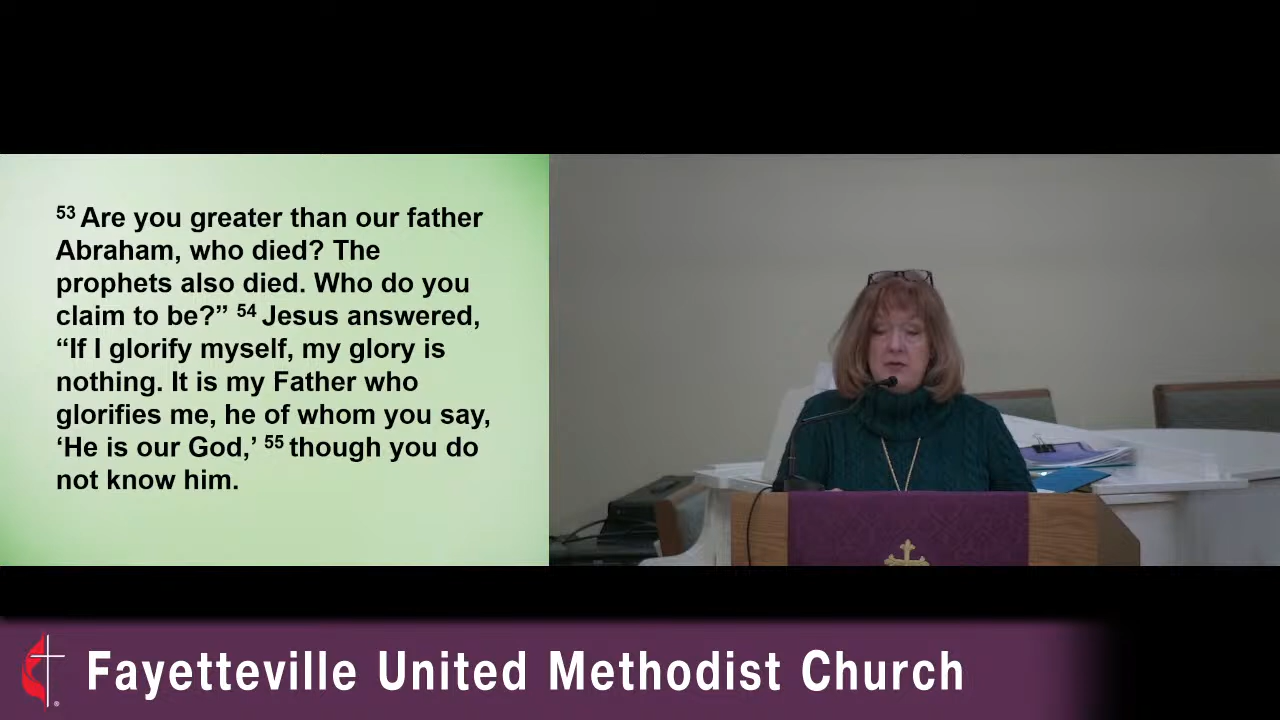 53 Are you greater than our father
Abraham, who died? The
prophets also died. Who do you
claim to be?” 54 Jesus answered,
“If I glorify myself, my glory is
nothing. It is my Father who
glorifies me, he of whom you say,
‘He is our God,’ 55 though you do
not know him.
Fayetteville United Methodist Church